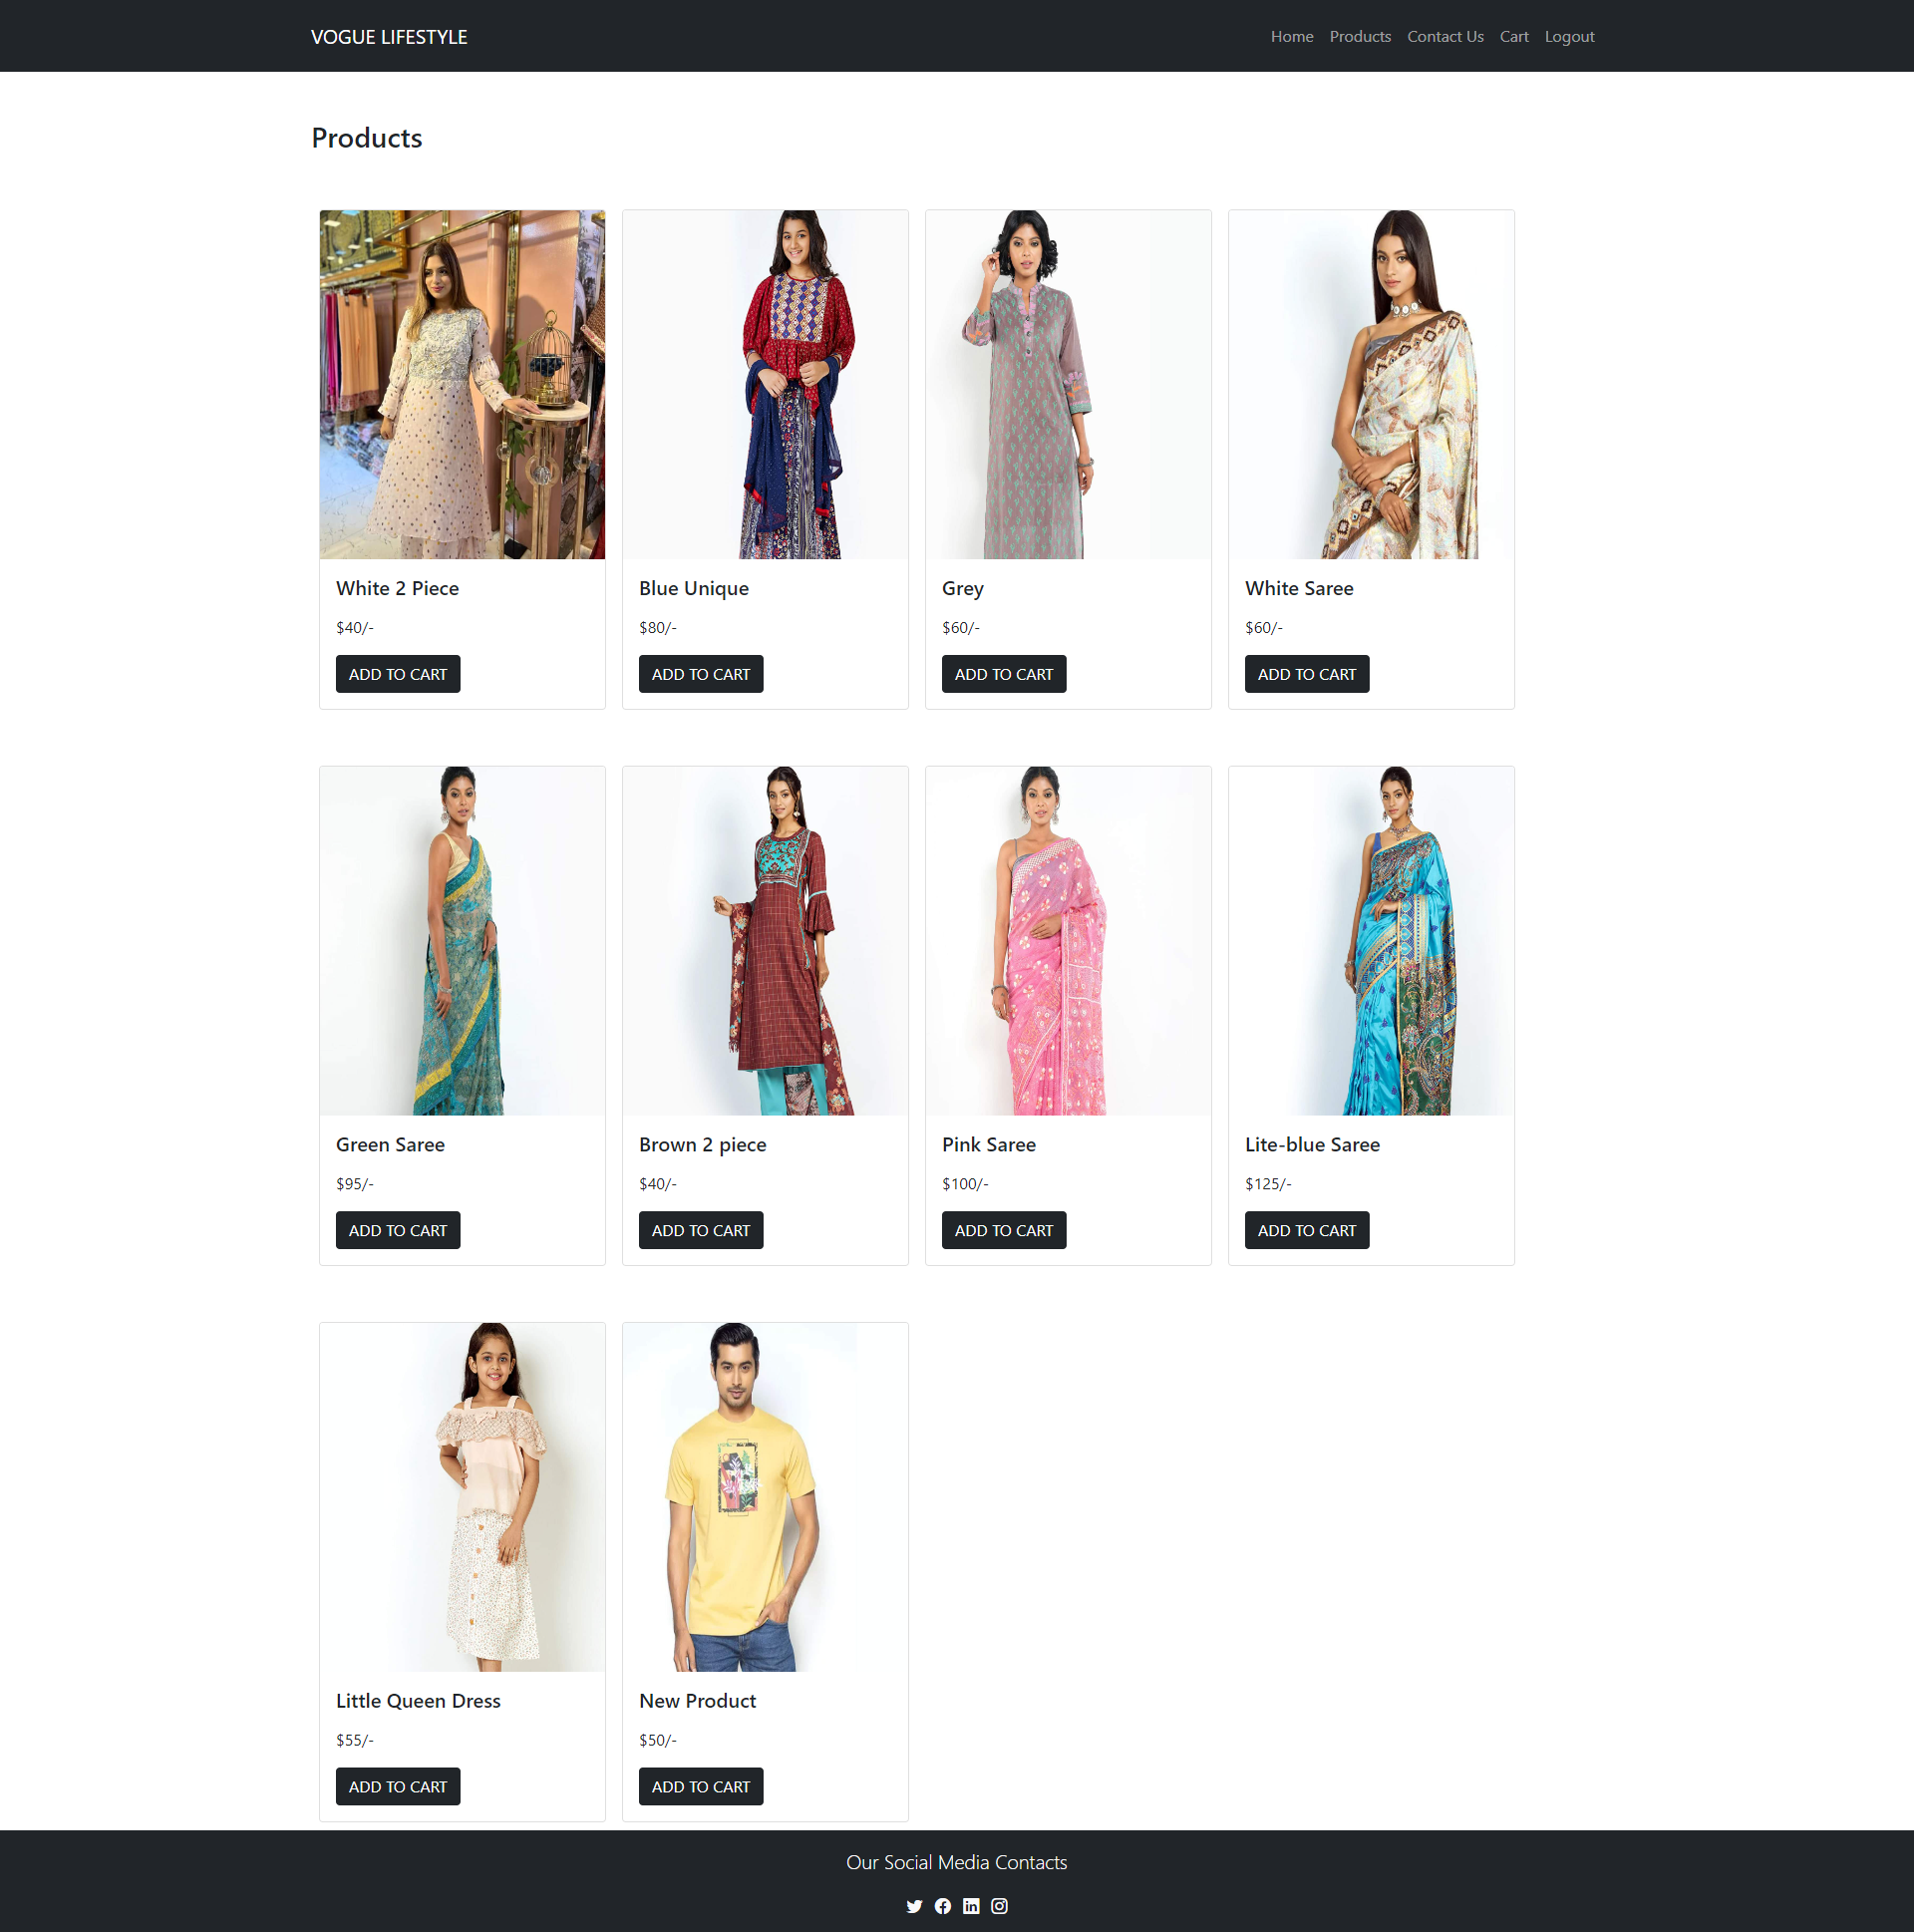 VOGUE LIFESTYLE
Home Products Contact Us Cart Logout
Products
White 2 Piece
$40/-
ADD TO CART
Blue Unique
$80/-
ADD TO CART
Grey
$60/-
ADD TO CART
White Saree
$60/-
ADD TO CART
Green Saree
$95/-
ADD TO CART
Brown 2 piece
$40/-
ADD TO CART
Pink Saree
$100/-
ADD TO CART
Lite-blue Saree
$125/-
ADD TO CART
Little Queen Dress
$55/-
ADD TO CART
New Product
$50/-
ADD TO CART
Our Social Media Contacts